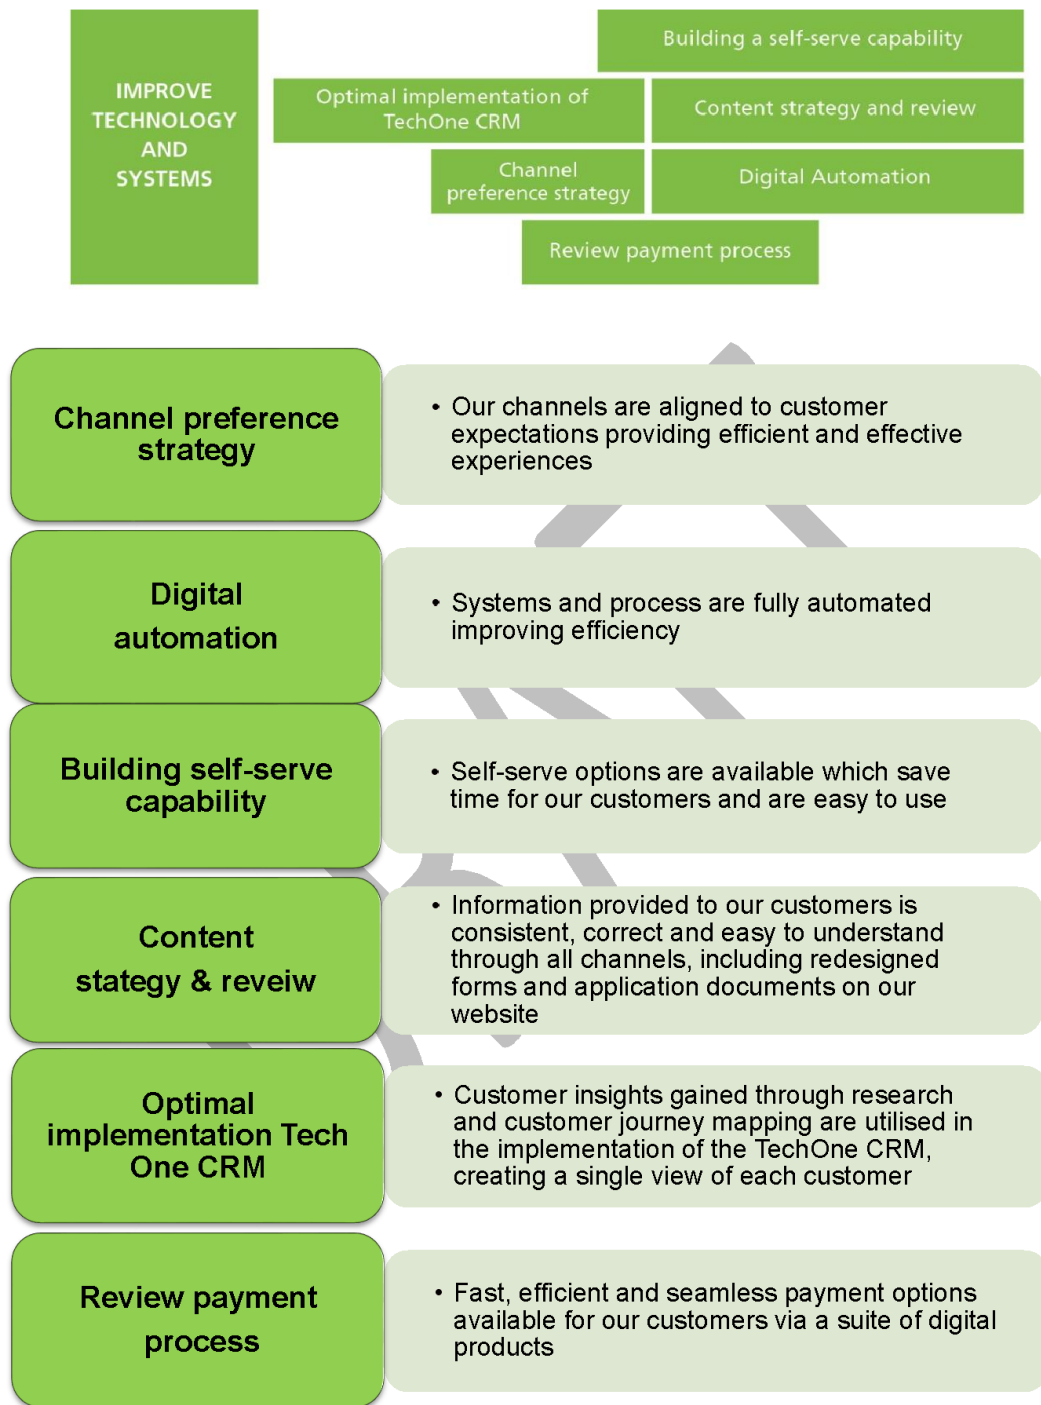 IMPROVE
TECHNOLOGY
AND
SYSTEMS
Building a self-serve capability
Optimal implementation of
TechOne CRM
Content strategy and review
Channel
preference strategy
Digital Automation
Review payment process
Channel preference
strategy
• Our channels are aligned to customer
expectations providing efficient and effective
experiences
Digital
automation
• Systems and process are fully automated
improving efficiency
Building self-serve
capability
• Self-serve options are available which save
time for our customers and are easy to use
Content
stategy & reveiw
• Information provided to our customers is
consistent, correct and easy to understand
through all channels, including redesigned
forms and application documents on our
website
Optimal
implementation Tech
One CRM
• Customer insights gained through research
and customer journey mapping are utilised in
the implementation of the TechOne CRM,
creating a single view of each customer
Review payment
process
• Fast, efficient and seamless payment options
available for our customers via a suite of digital
products